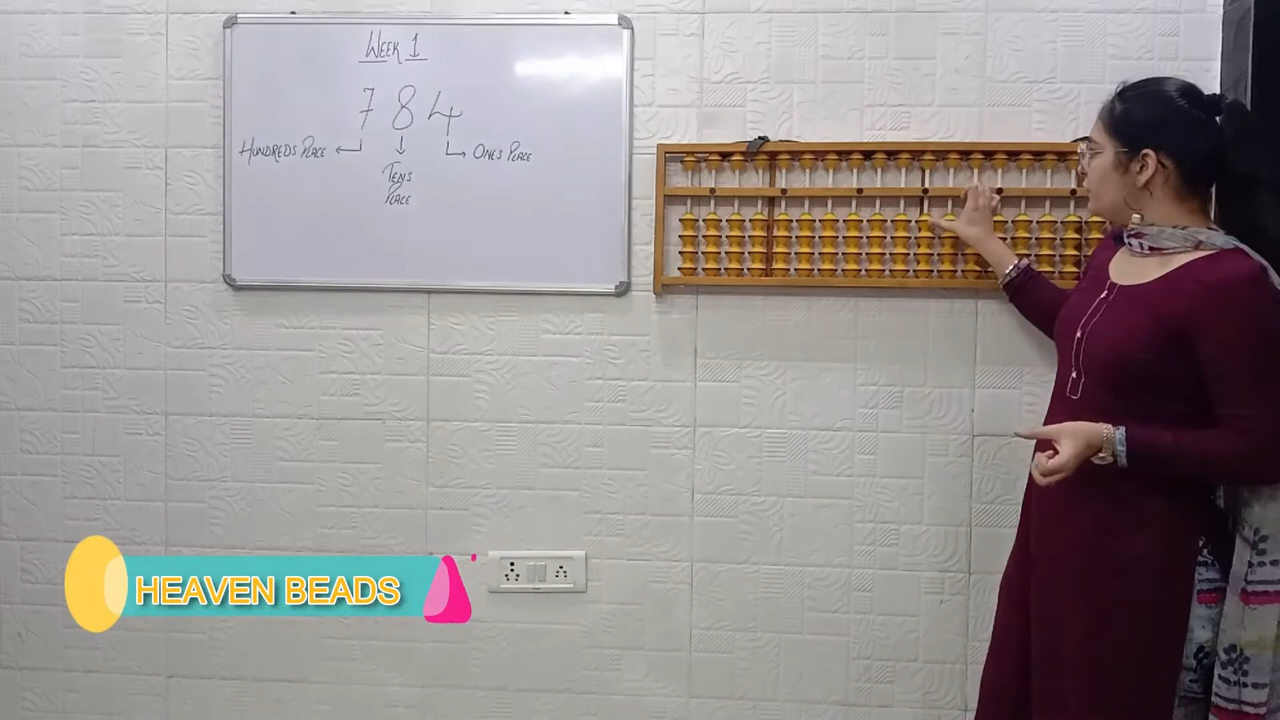 WEEK 1
7 8 4
HUNDREDS PLACE
ONES PLACE
TENS
PLACE
HEAVEN BEADS